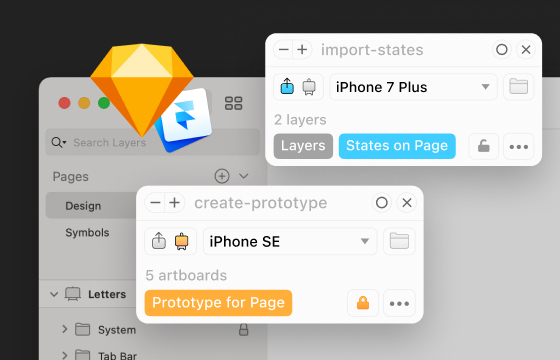 import-states
iPhone 7 Plus
2 layers
Layers
States on Page
Search Layers
Pages
Design
Symbols
Letters
System
Tab Bar
create-prototype
iPhone SE
5 artboards
Prototype for Page